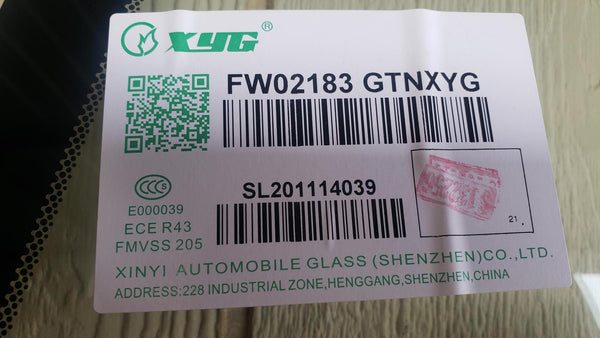 XYG ®
FW02183 GTNXYG
CCC S
SL201114039
E000039
ECE R43
FMVSS 205
21.
XINYI AUTOMOBILE GLASS (SHENZHEN)CO.,LTD.
ADDRESS:228 INDUSTRIAL ZONE,HENGGANG,SHENZHEN,CHINA